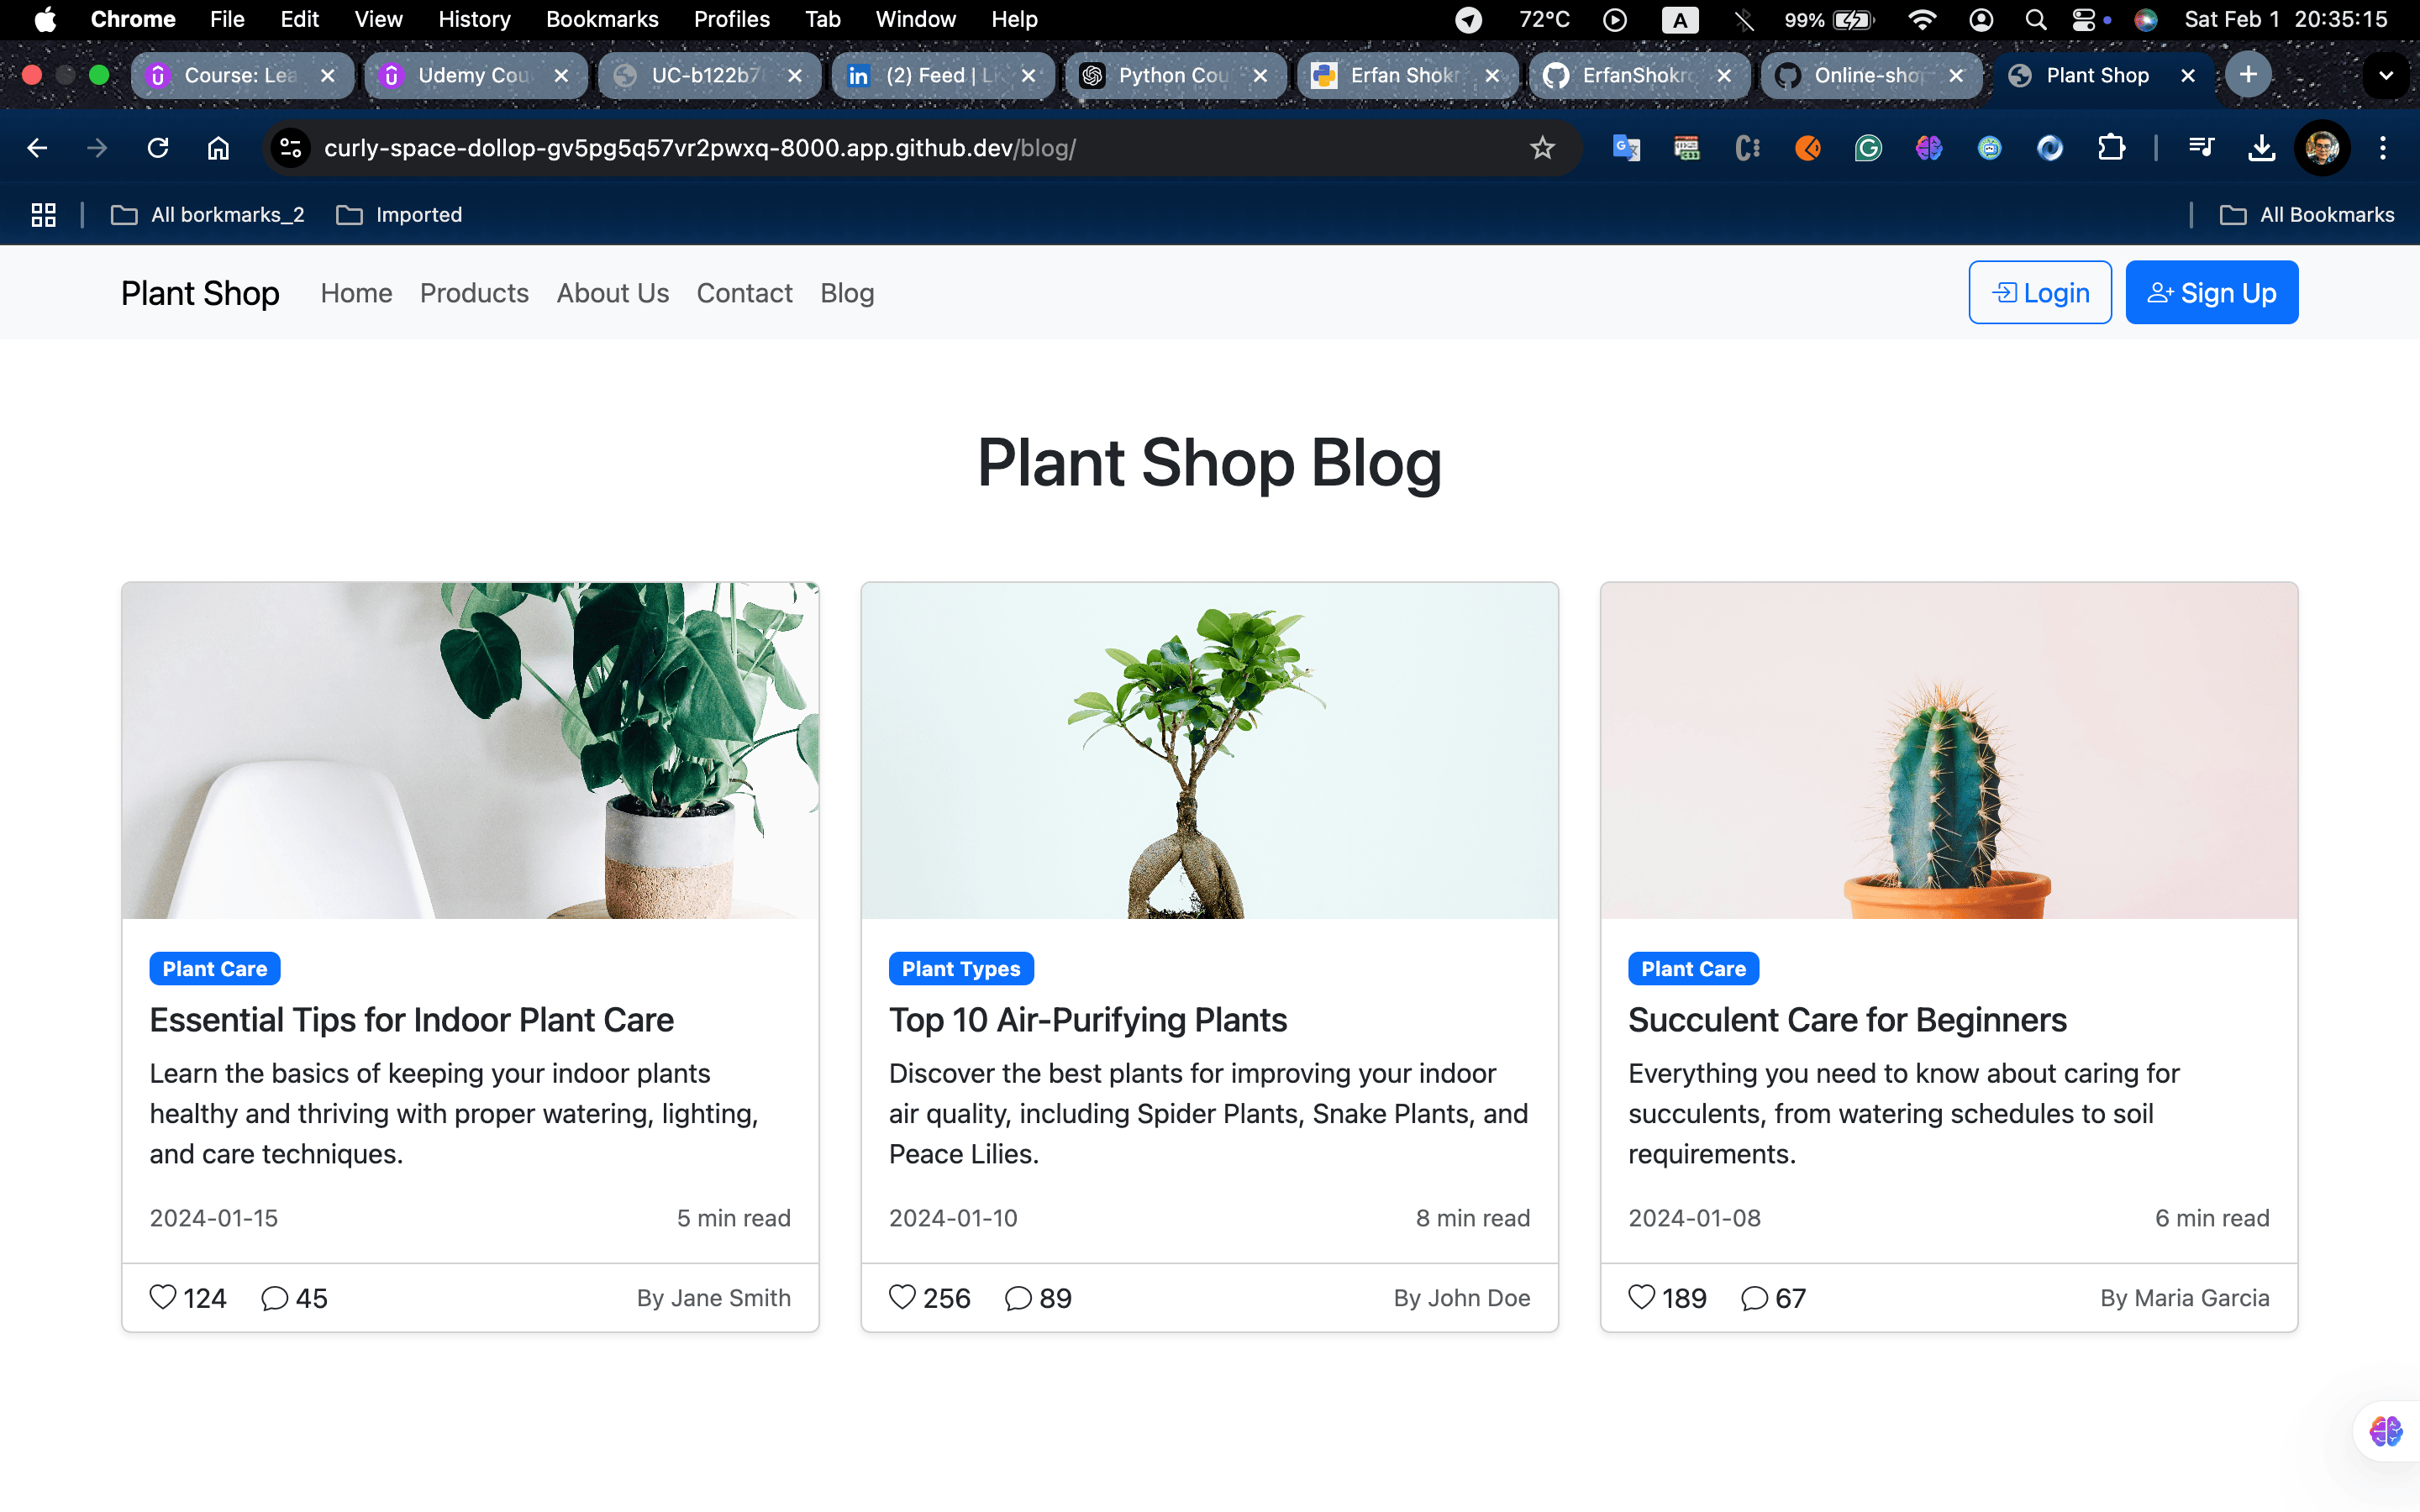 Chrome File Edit View History Bookmarks Profiles Tab Window Help 72°C A 99% Sat Feb 1 20:35:15
Course: Lea Udemy Cou UC-b122b7 (2) Feed | Li Python Cou Erfan Shokr ErfanShokro Online-shop Plant Shop
curly-space-dollop-gv5pg5q57vr2pwxq-8000.app.github.dev/blog/
All borkmarks_2 Imported All Bookmarks
Plant Shop Home Products About Us Contact Blog Login Sign Up
Plant Shop Blog
Plant Care
Essential Tips for Indoor Plant Care
Learn the basics of keeping your indoor plants
healthy and thriving with proper watering, lighting,
and care techniques.
2024-01-15 5 min read
124 45 By Jane Smith
Plant Types
Top 10 Air-Purifying Plants
Discover the best plants for improving your indoor
air quality, including Spider Plants, Snake Plants, and
Peace Lilies.
2024-01-10 8 min read
256 89 By John Doe
Plant Care
Succulent Care for Beginners
Everything you need to know about caring for
succulents, from watering schedules to soil
requirements.
2024-01-08 6 min read
189 67 By Maria Garcia